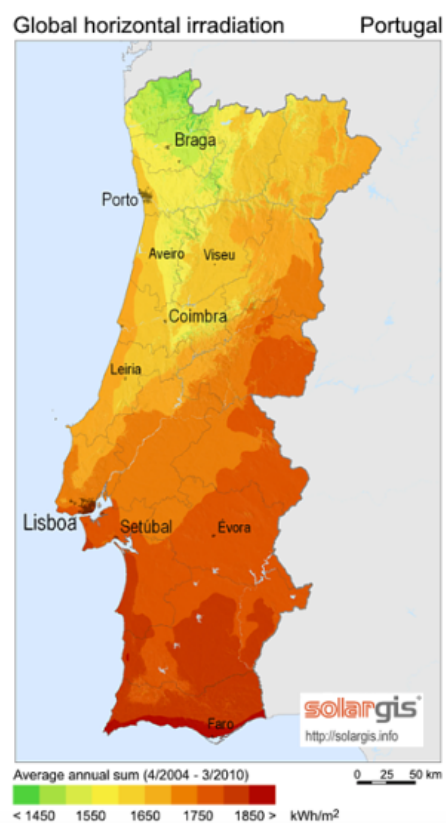 Global horizontal irradiation Portugal
Braga
Porto
Aveiro Viseu
Coimbra
Leiria
Lisboa Setúbal Évora
Faro
solargis
http://solargis.info
Average annual sum (4/2004 - 3/2010) 0 25 50 km
< 1450 1550 1650 1750 1850 > kWh/m²